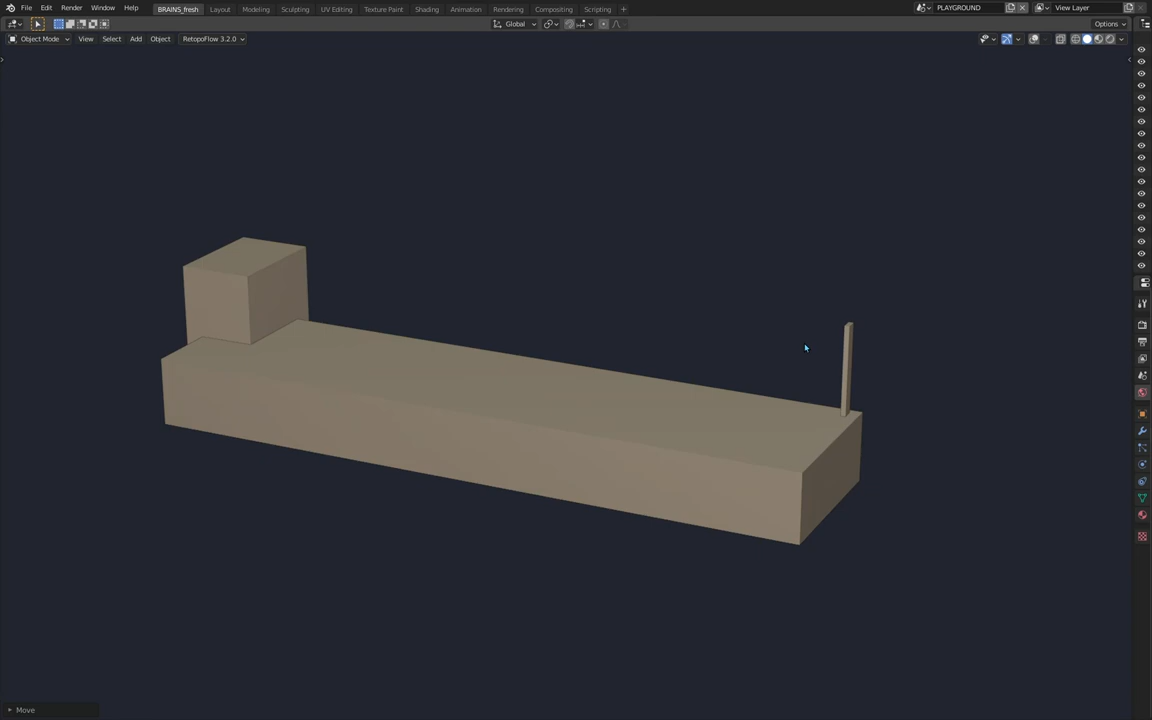 File Edit Render Window Help BRAINS_fresh Layout Modeling Sculpting UV Editing Texture Paint Shading Animation Rendering Compositing Scripting + PLAYGROUND View Layer
Global Options
Object Mode View Select Add Object RetopoFlow 3.2.0
Move